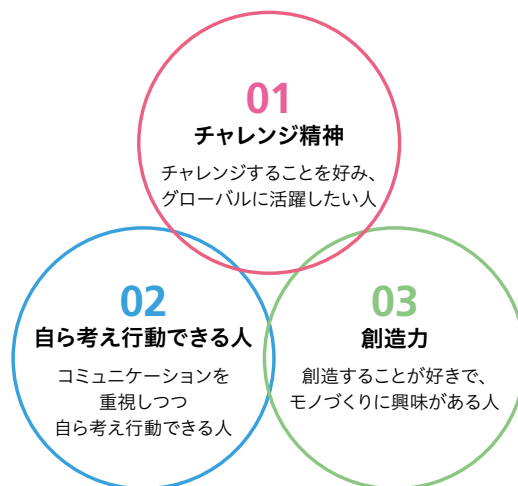 01
チャレンジ精神
チャレンジすることを好み、
グローバルに活躍したい人
02
自ら考え行動できる人
コミュニケーションを
重視しつつ
自ら考え行動できる人
03
創造力
創造することが好きで、
モノづくりに興味がある人